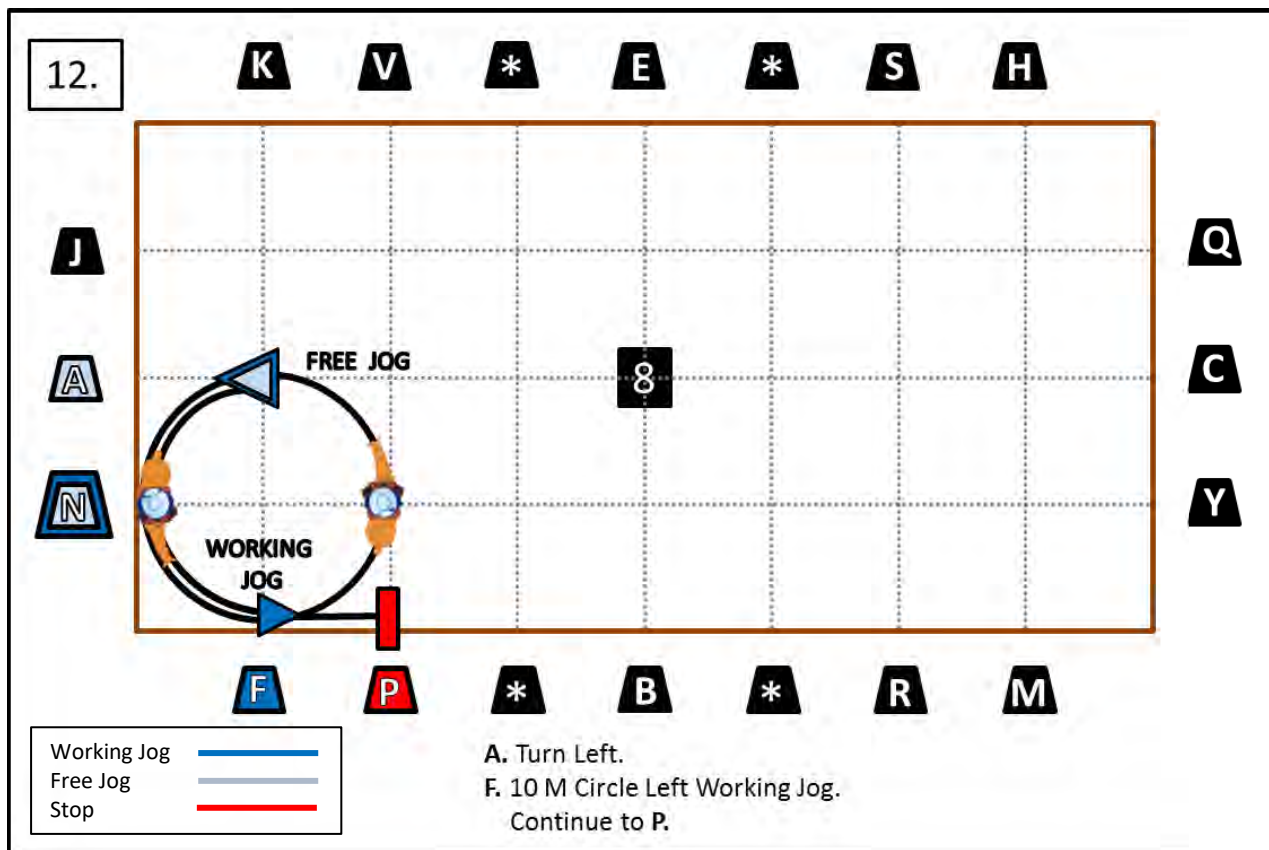 12.
K V * E * S H
J
Q
FREE JOG
A
8
C
N
Y
WORKING
JOG
F P * B * R M
Working Jog
Free Jog
Stop
A. Turn Left.
F. 10 M Circle Left Working Jog.
Continue to P.